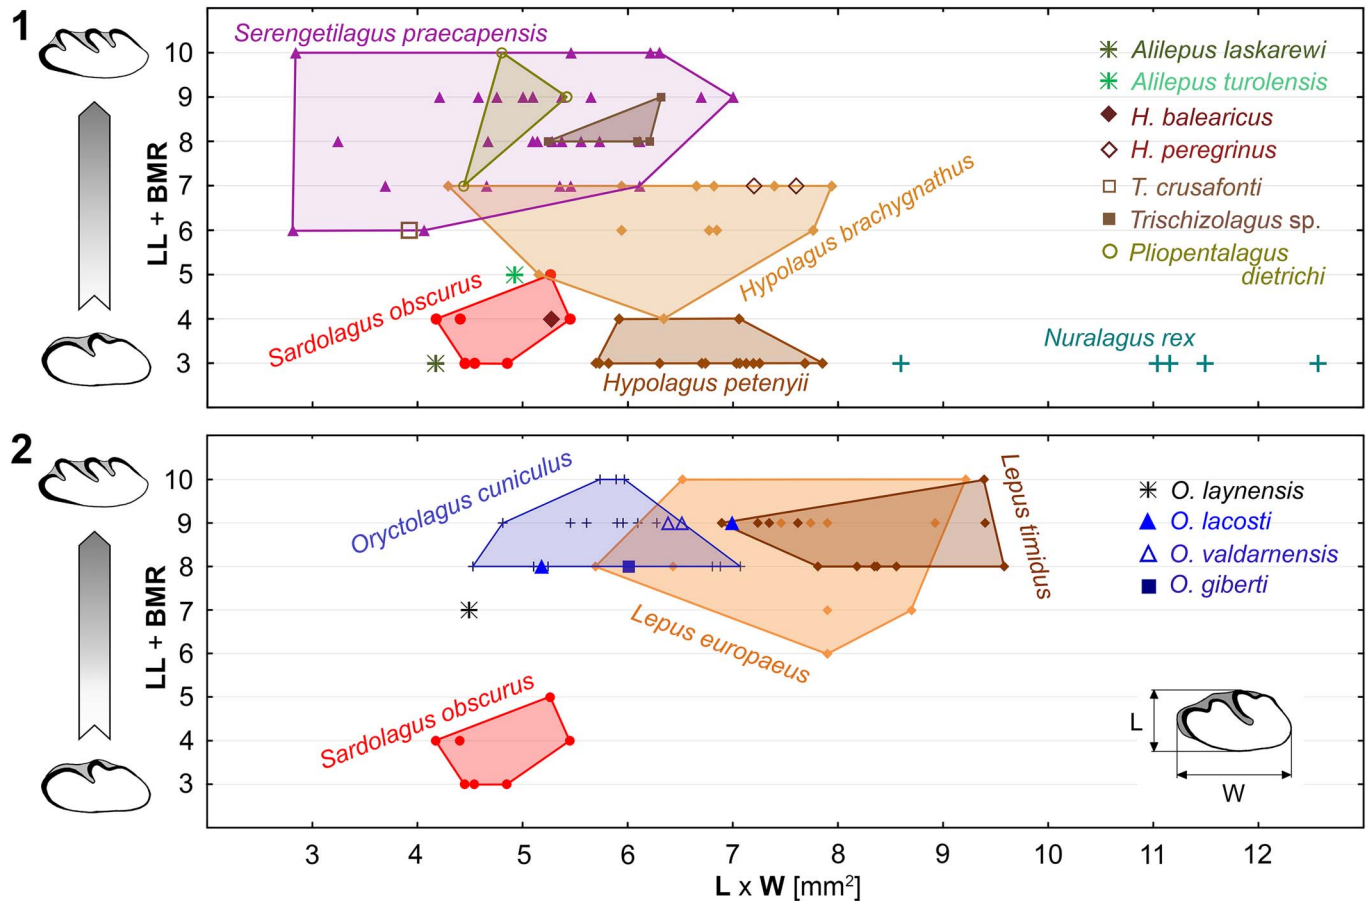 1
Serengetilagus praecapensis
LL + BMR
10
9
8
7
6
5
4
3
Alilepus laskarewi
Alilepus turolensis
H. balearicus
H. peregrinus
T. crusafonti
Trischizolagus sp.
Pliopentalagus
dietrichi
Hypolagus brachygnathus
Sardolagus obscurus
Hypolagus petenyii
Nuralagus rex
2
LL + BMR
10
9
8
7
6
5
4
3
Oryctolagus cuniculus
Lepus timidus
O. laynensis
O. lacosti
O. valdarnensis
O. giberti
Lepus europaeus
Sardolagus obscurus
L
W
3 4 5 6 7 8 9 10 11 12
L x W [mm²]